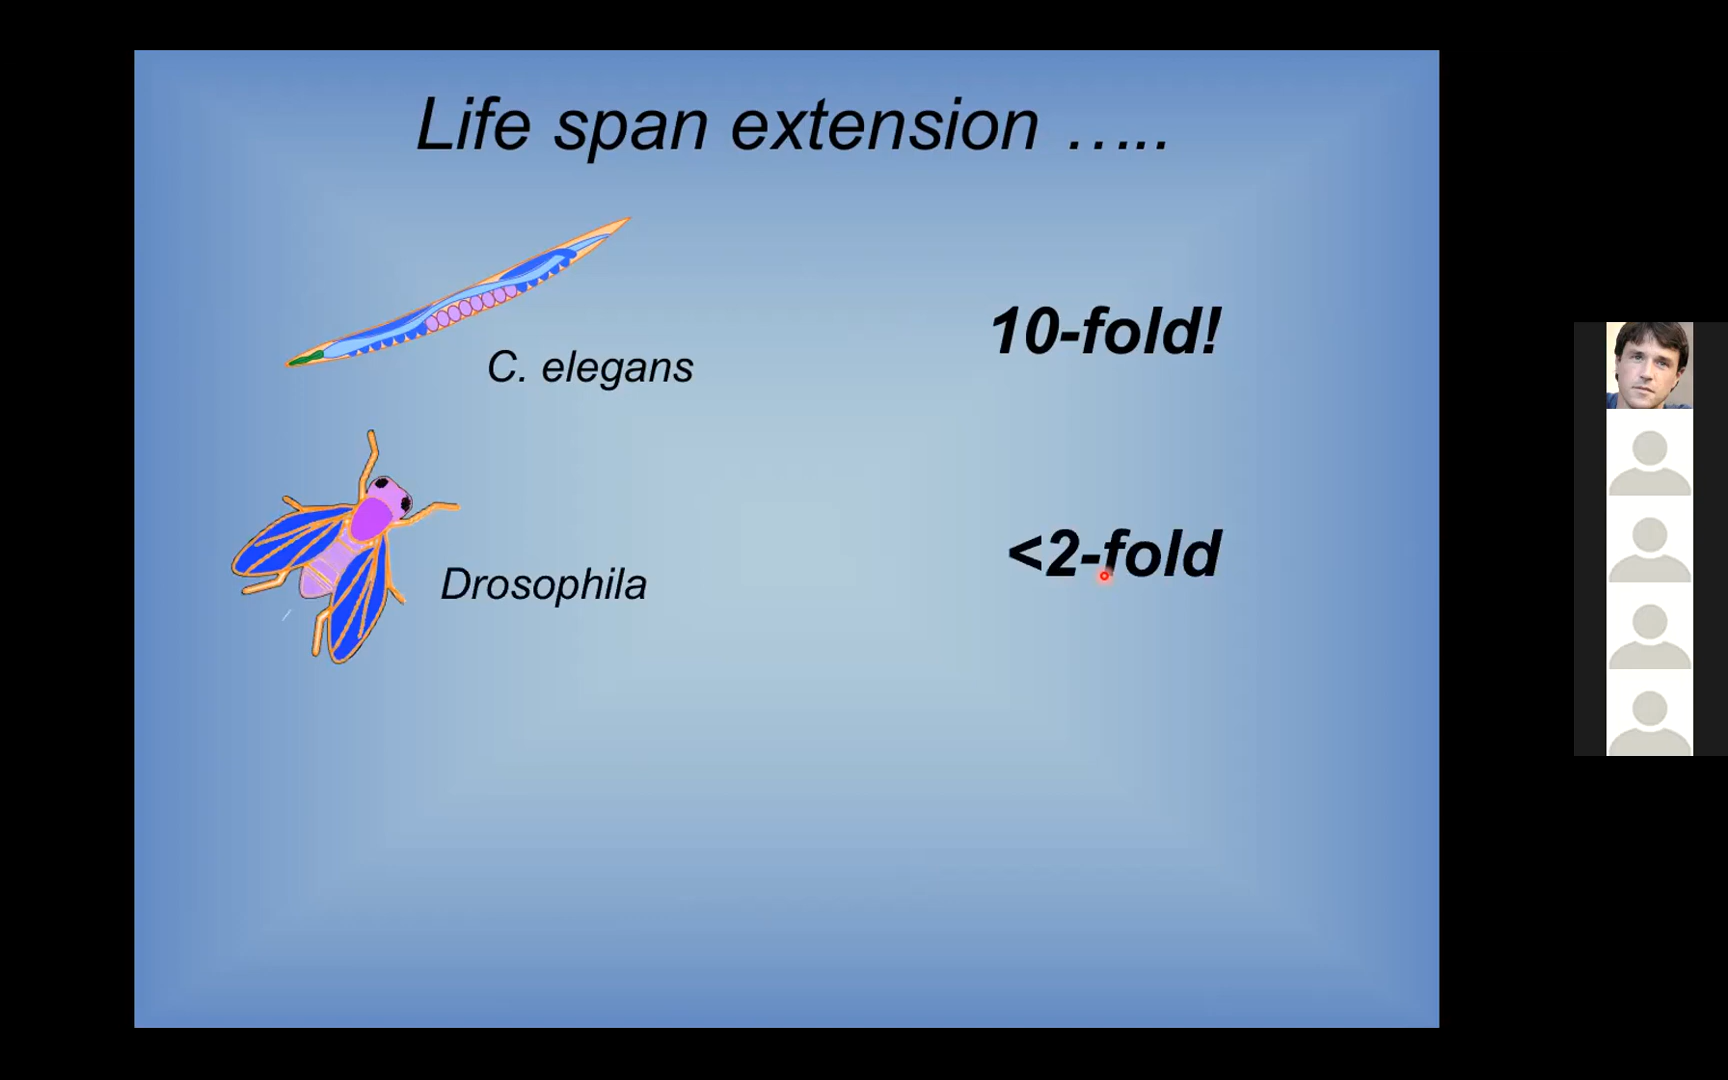 Life span extension …..
10-fold!
C. elegans
<2-fold
Drosophila